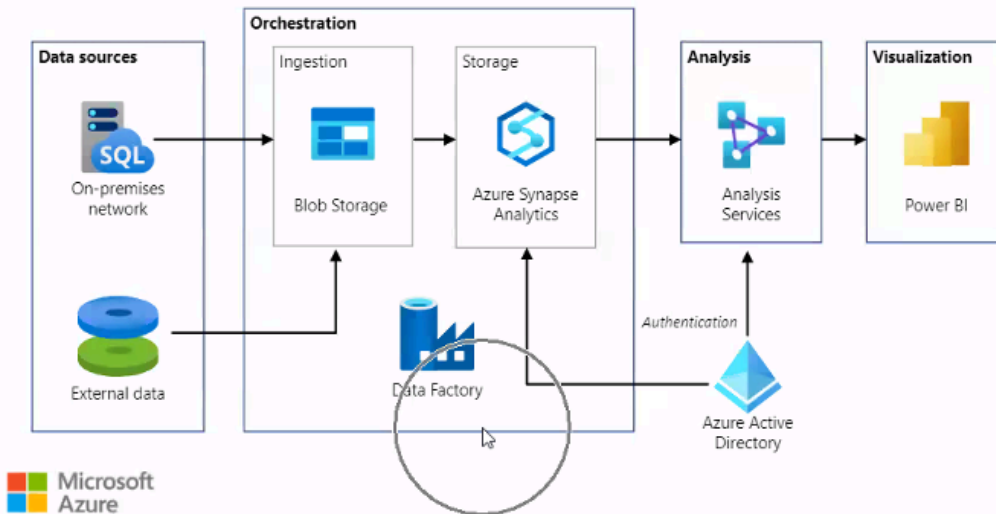 Orchestration
Data sources
Ingestion
Storage
Analysis
Visualization
SQL
On-premises
network
Blob Storage
Azure Synapse
Analytics
Analysis
Services
Power BI
External data
Data Factory
Authentication
Azure Active
Directory
Microsoft
Azure